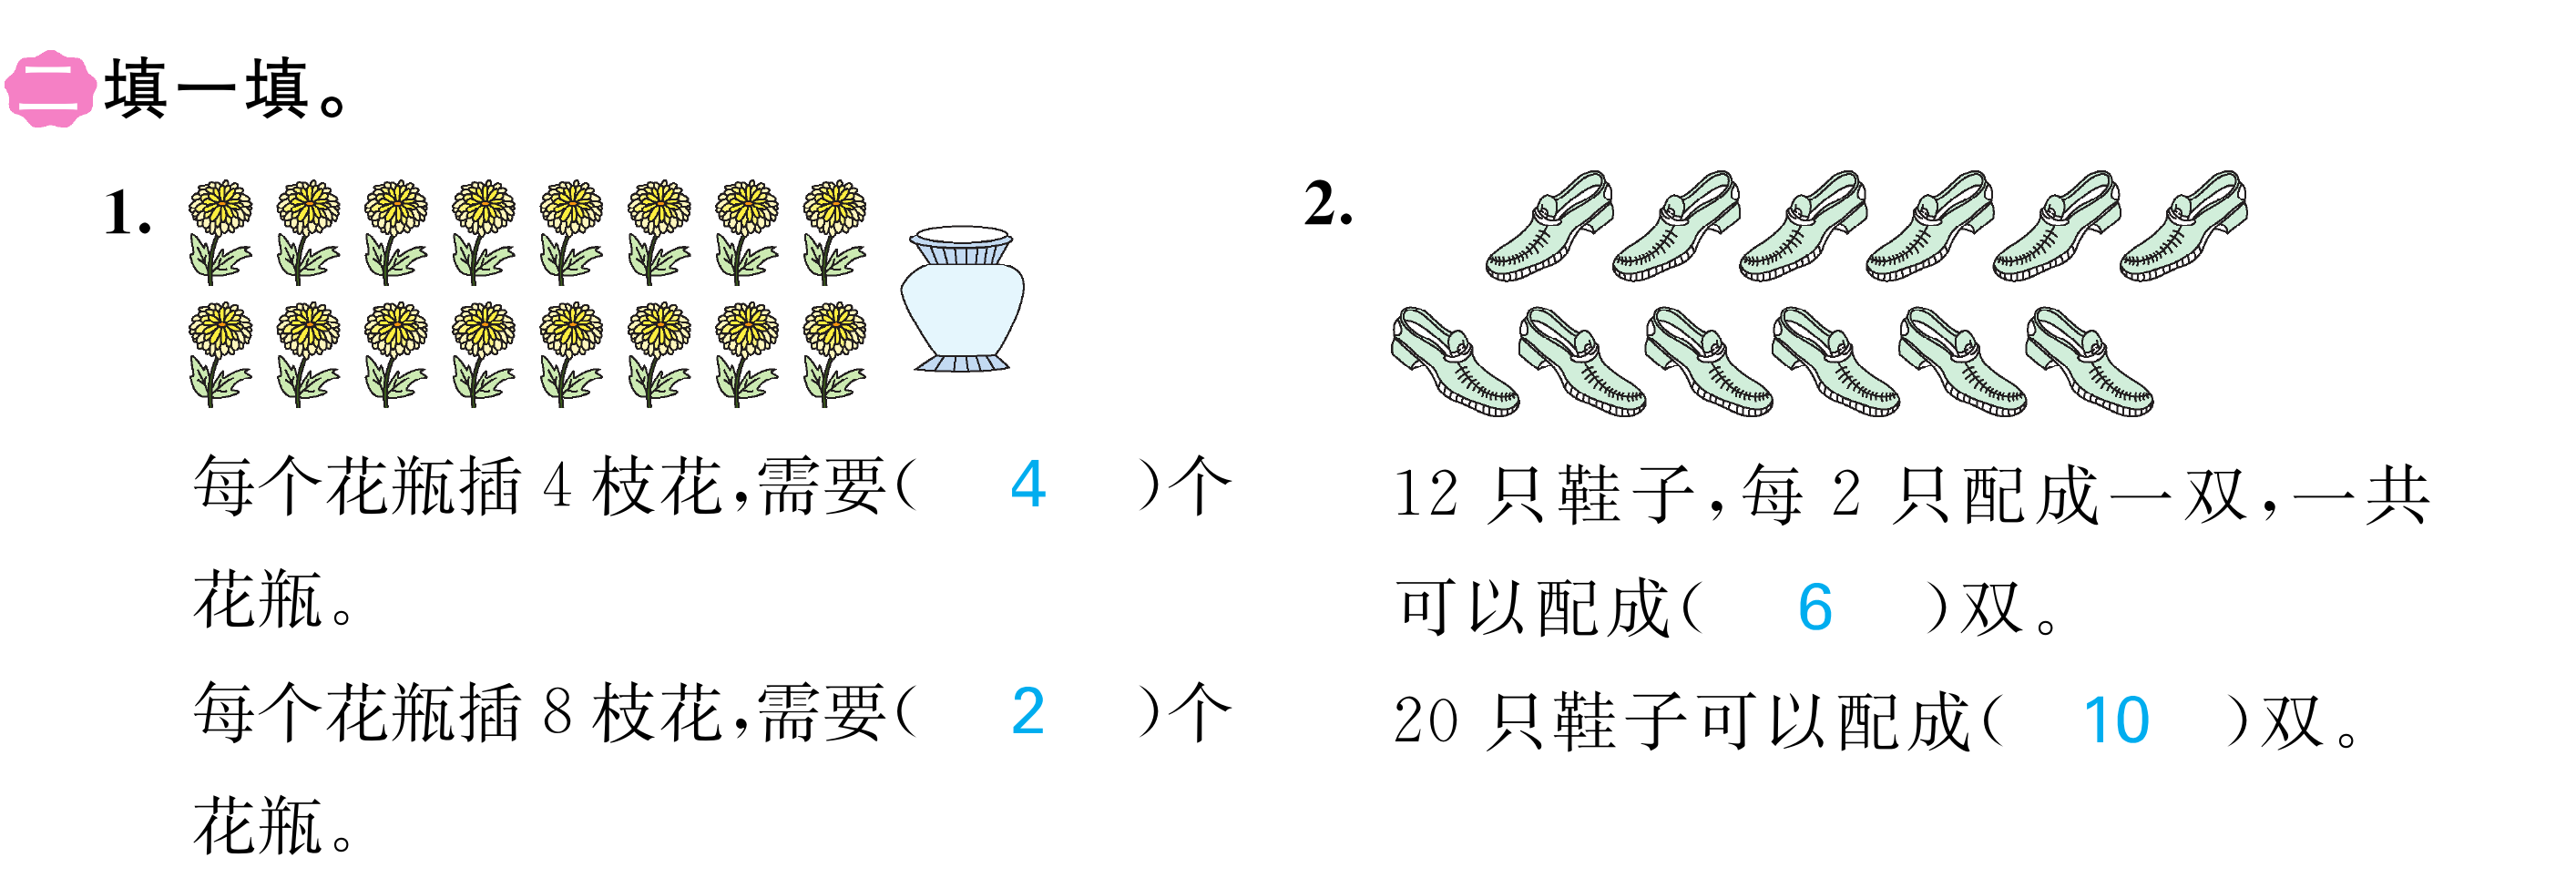 二 填一填。
1.
每个花瓶插 4 枝花,需要( 4 )个
花瓶。
每个花瓶插 8 枝花,需要( 2 )个
花瓶。
2.
12 只鞋子,每 2 只配成一双,一共
可以配成( 6 )双。
20 只鞋子可以配成( 10 )双。